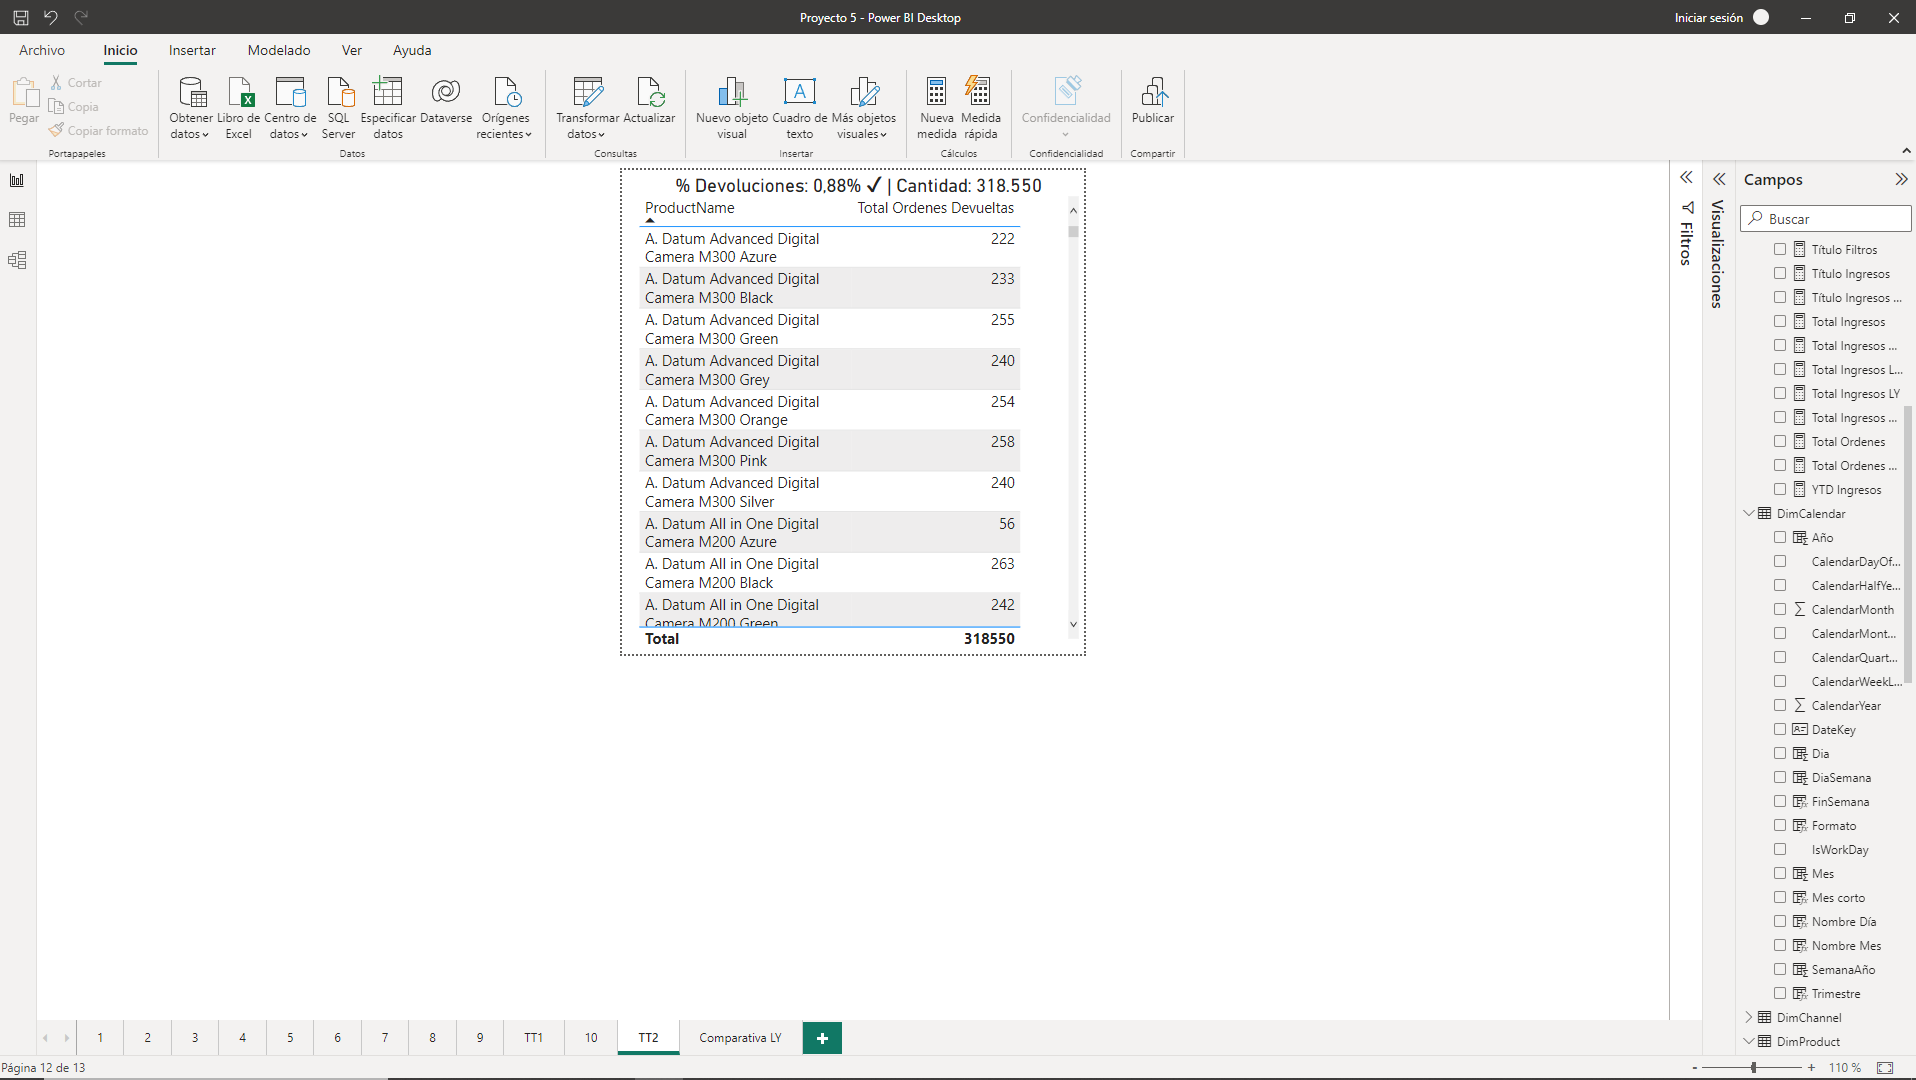 Proyecto 5 - Power BI Desktop
Iniciar sesión
Archivo
Inicio
Insertar
Modelado
Ver
Ayuda
Pegar
Cortar
Copia
Copiar formato
Portapapeles
Obtener
datos
Libro de
Excel
Centro de
datos
SQL
Server
Especificar
datos
Dataverse
Orígenes
recientes
Datos
Transformar
datos
Actualizar
Consultas
Nuevo objeto
visual
Cuadro de
texto
Más objetos
visuales
Insertar
Nueva
medida
Medida
rápida
Cálculos
Confidencialidad
Confidencialidad
Publicar
Compartir
% Devoluciones: 0,88% ✔ | Cantidad: 318.550
ProductName
Total Ordenes Devueltas
A. Datum Advanced Digital
Camera M300 Azure
222
A. Datum Advanced Digital
Camera M300 Black
233
A. Datum Advanced Digital
Camera M300 Green
255
A. Datum Advanced Digital
Camera M300 Grey
240
A. Datum Advanced Digital
Camera M300 Orange
254
A. Datum Advanced Digital
Camera M300 Pink
258
A. Datum Advanced Digital
Camera M300 Silver
240
A. Datum All in One Digital
Camera M200 Azure
56
A. Datum All in One Digital
Camera M200 Black
263
A. Datum All in One Digital
Camera M200 Green
242
Total
318550
Filtros
Visualizaciones
Campos
Buscar
Título Filtros
Título Ingresos
Título Ingresos ...
Total Ingresos
Total Ingresos ...
Total Ingresos L...
Total Ingresos LY
Total Ingresos ...
Total Ordenes
Total Ordenes ...
YTD Ingresos
DimCalendar
Año
CalendarDayOf...
CalendarHalfYe...
CalendarMonth
CalendarMont...
CalendarQuart...
CalendarWeekL...
CalendarYear
DateKey
Dia
DiaSemana
FinSemana
Formato
IsWorkDay
Mes
Mes corto
Nombre Día
Nombre Mes
SemanaAño
Trimestre
DimChannel
DimProduct
1
2
3
4
5
6
7
8
9
TT1
10
TT2
Comparativa LY
+
Página 12 de 13
- + 110 %